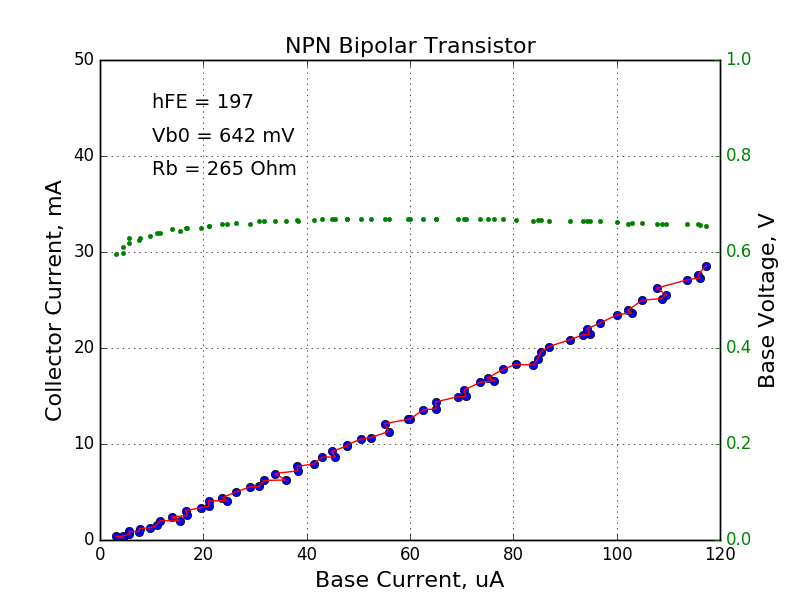 NPN Bipolar Transistor
hFE = 197
Vb0 = 642 mV
Rb = 265 Ohm
Collector Current, mA
50
40
30
20
10
0
Base Voltage, V
1.0
0.8
0.6
0.4
0.2
0.0
0 20 40 60 80 100 120
Base Current, uA